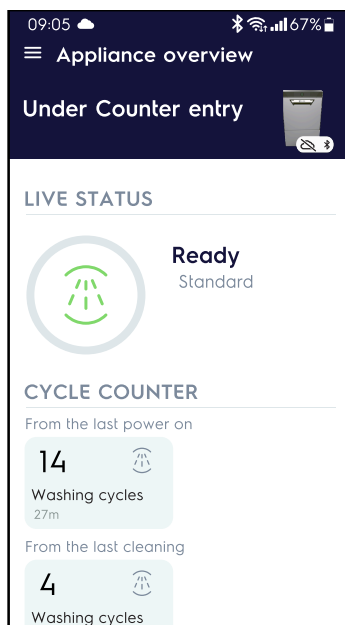 09:05 67%
Appliance overview
Under Counter entry
LIVE STATUS
Ready
Standard
CYCLE COUNTER
From the last power on
14
Washing cycles
27m
From the last cleaning
4
Washing cycles